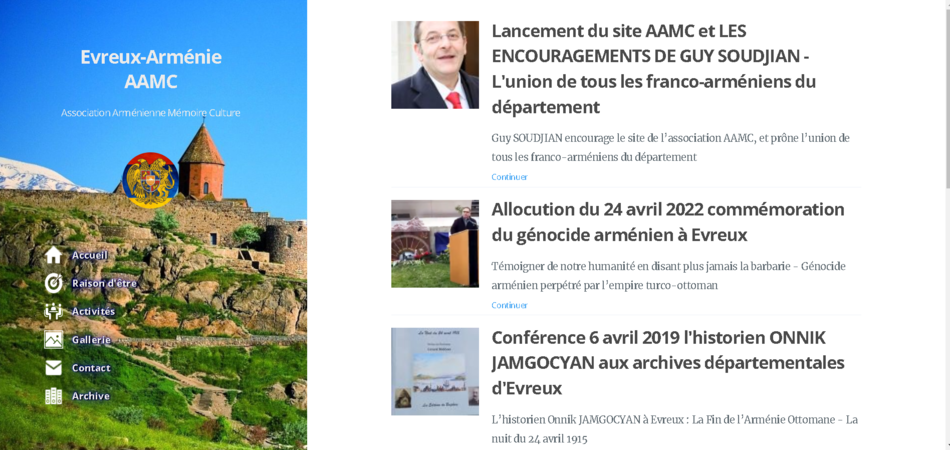 Evreux-Arménie
AAMC
Association Arménienne Mémoire Culture
Accueil
Raison d'être
Activités
Gallerie
Contact
Archive
Lancement du site AAMC et LES
ENCOURAGEMENTS DE GUY SOUDJIAN -
L'union de tous les franco-arméniens du
département
Guy SOUDJIAN encourage le site de l’association AAMC, et prône l’union de
tous les franco-arméniens du département
Continuer
Allocution du 24 avril 2022 commémoration
du génocide arménien à Evreux
Témoigner de notre humanité en disant plus jamais la barbarie - Génocide
arménien perpétré par l’empire turco-ottoman
Continuer
Conférence 6 avril 2019 l'historien ONNIK
JAMGOCYAN aux archives départementales
d'Evreux
L’historien Onnik JAMGOCYAN à Evreux : La Fin de l’Arménie Ottomane - La
nuit du 24 avril 1915